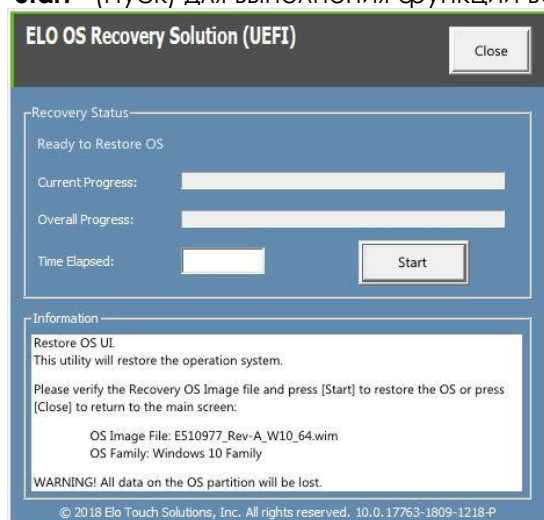 ELO OS Recovery Solution (UEFI)
Close
Recovery Status
Ready to Restore OS
Current Progress:
Overall Progress:
Time Elapsed:
Start
Information
Restore OS UI.
This utility will restore the operation system.
Please verify the Recovery OS Image file and press [Start] to restore the OS or press
[Close] to return to the main screen:
OS Image File: E510977_Rev-A_W10_64.wim
OS Family: Windows 10 Family
WARNING! All data on the OS partition will be lost.
© 2018 Elo Touch Solutions, Inc. All rights reserved. 10.0.17763-1809-1218-P